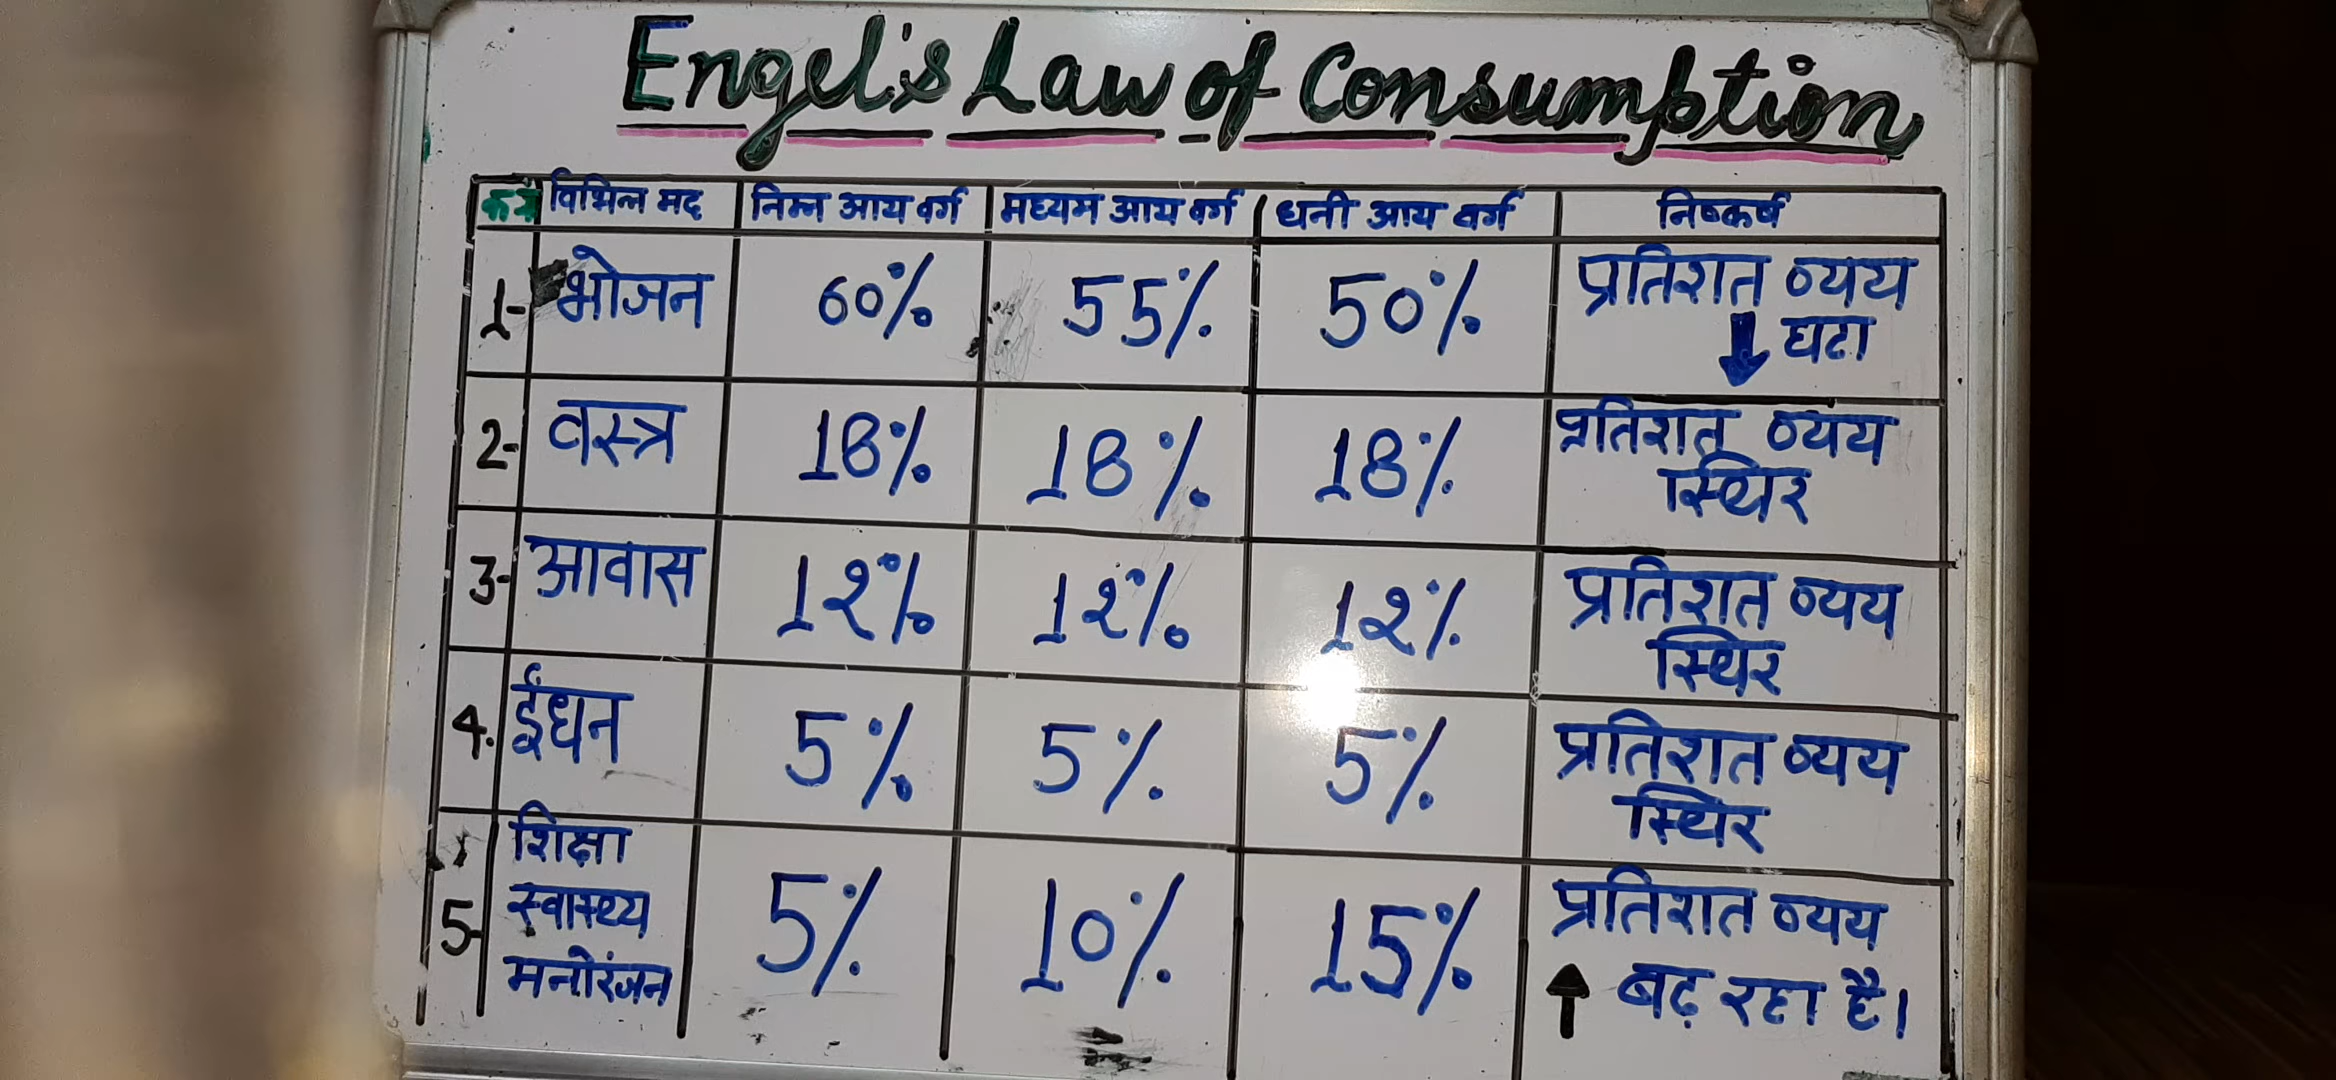 Engel's Law of Consumption
विभिन्न मद निम्न आय वर्ग मध्यम आय वर्ग धनी आय वर्ग निष्कर्ष
1- भोजन 60% 55% 50% प्रतिशत व्यय
↓ घटा
2- वस्त्र 18% 18% 18% प्रतिशत व्यय
स्थिर
3- आवास 12% 12% 12% प्रतिशत व्यय
स्थिर
4. ईंधन 5% 5% 5% प्रतिशत व्यय
स्थिर
5- शिक्षा
स्वास्थ्य
मनोरंजन 5% 10% 15% प्रतिशत व्यय
↑ बढ़ रहा है।